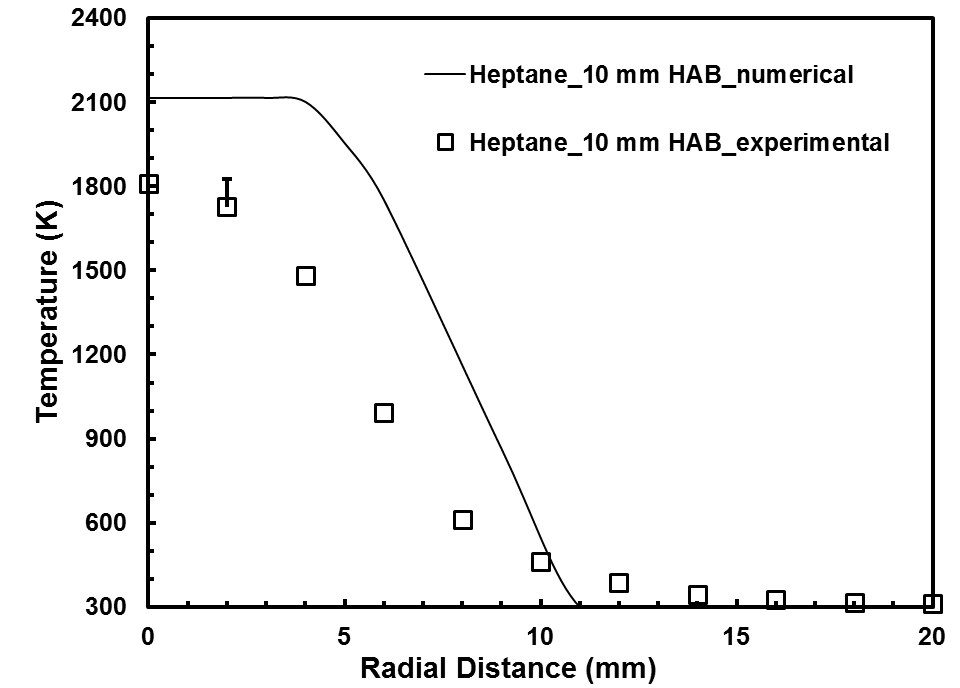 2400
2100
1800
1500
1200
900
600
300
Temperature (K)
Heptane_10 mm HAB_numerical
Heptane_10 mm HAB_experimental
0 5 10 15 20
Radial Distance (mm)